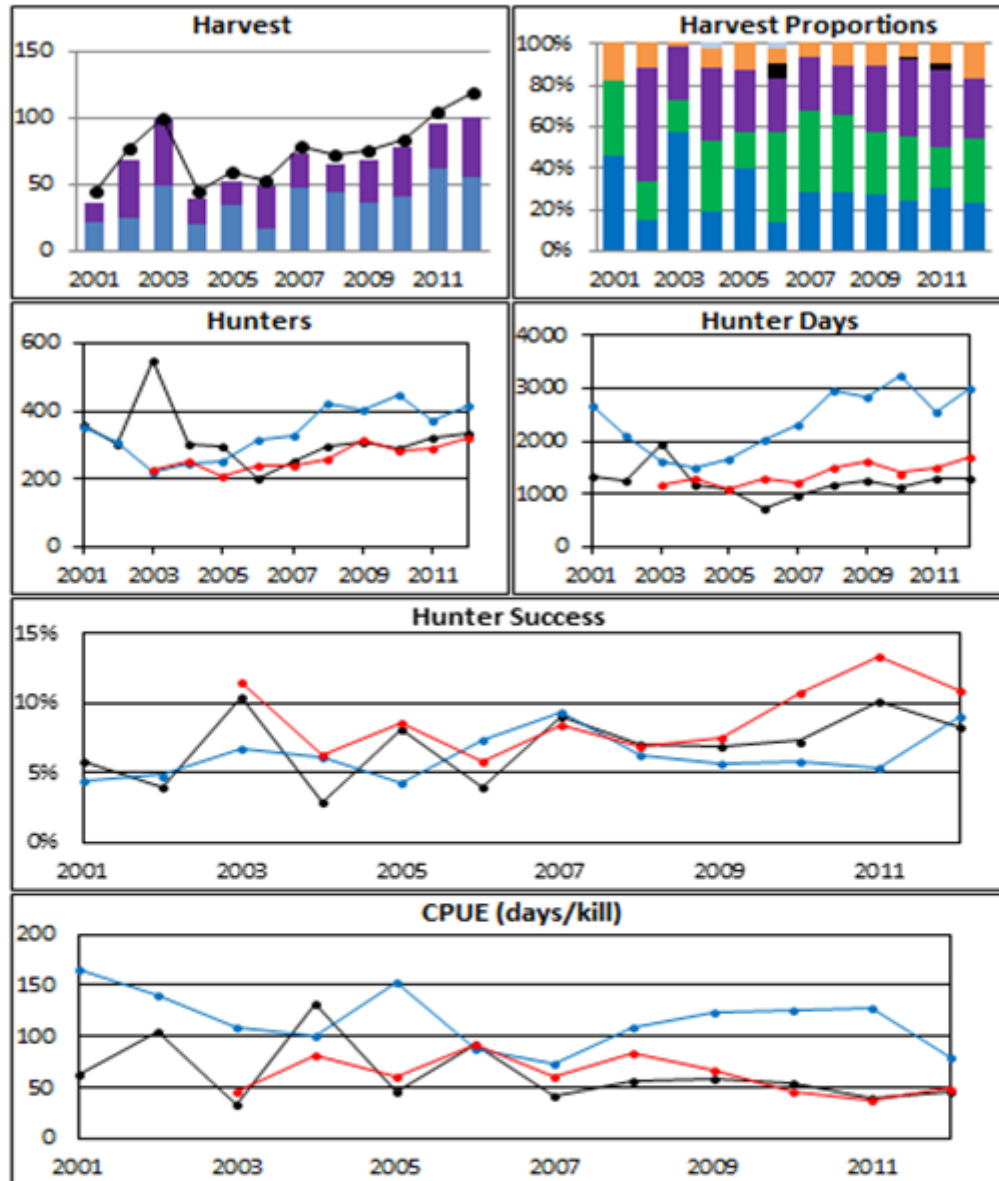 Harvest
150
100
50
0
2001 2003 2005 2007 2009 2011
Harvest Proportions
100%
80%
60%
40%
20%
0%
2001 2003 2005 2007 2009 2011
Hunters
600
400
200
0
2001 2003 2005 2007 2009 2011
Hunter Days
4000
3000
2000
1000
0
2001 2003 2005 2007 2009 2011
Hunter Success
15%
10%
5%
0%
2001 2003 2005 2007 2009 2011
CPUE (days/kill)
200
150
100
50
0
2001 2003 2005 2007 2009 2011